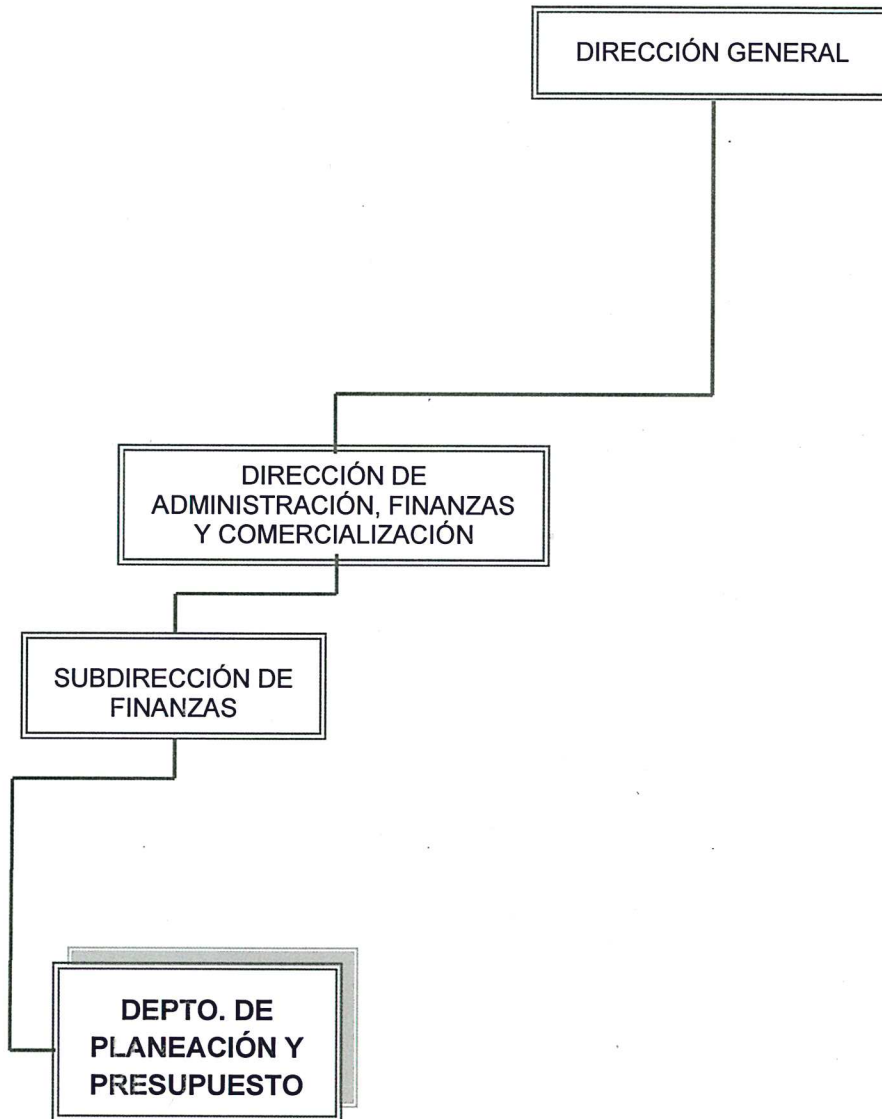 DIRECCIÓN GENERAL
DIRECCIÓN DE
ADMINISTRACIÓN, FINANZAS
Y COMERCIALIZACIÓN
SUBDIRECCIÓN DE
FINANZAS
DEPTO. DE
PLANEACIÓN Y
PRESUPUESTO